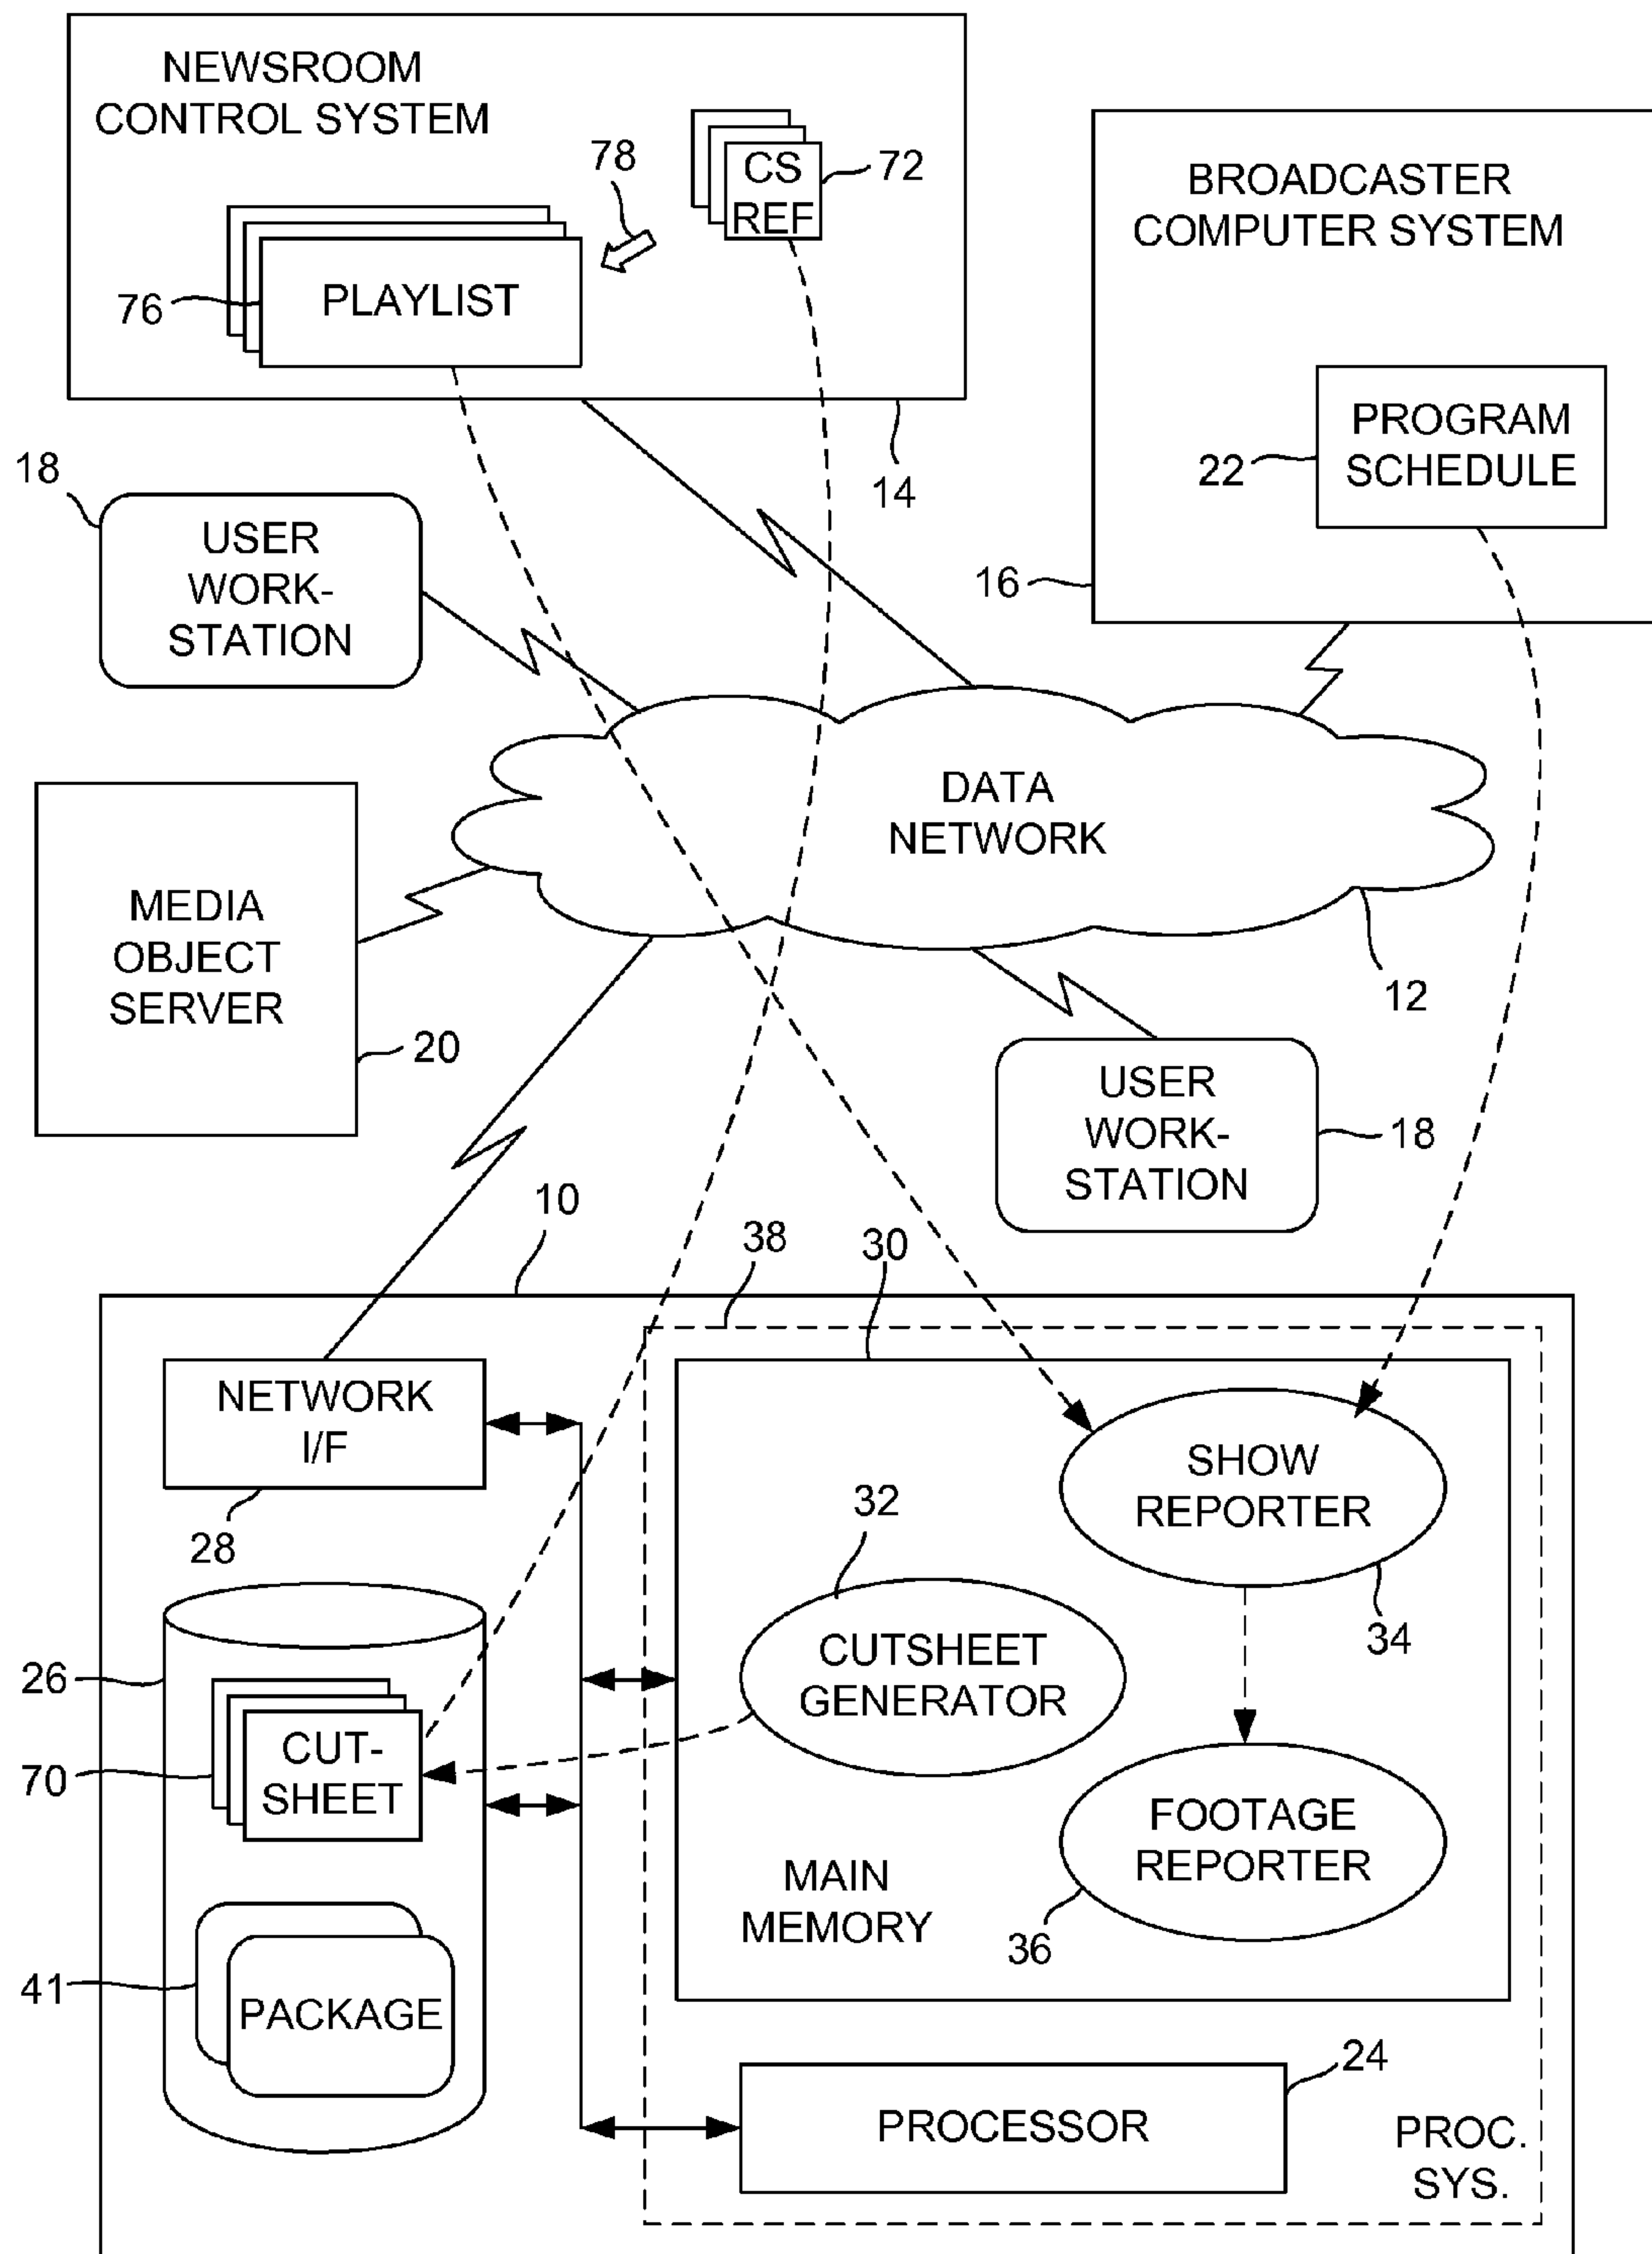 NEWSROOM
CONTROL SYSTEM
78
CS
REF
72
76
PLAYLIST
14
BROADCASTER
COMPUTER SYSTEM
PROGRAM
SCHEDULE
22
16
18
USER
WORK-
STATION
DATA
NETWORK
12
MEDIA
OBJECT
SERVER
20
USER
WORK-
STATION
18
10
38
30
NETWORK
I/F
28
SHOW
REPORTER
34
32
CUTSHEET
GENERATOR
26
70
CUT-
SHEET
FOOTAGE
REPORTER
36
MAIN
MEMORY
41
PACKAGE
24
PROCESSOR
PROC.
SYS.